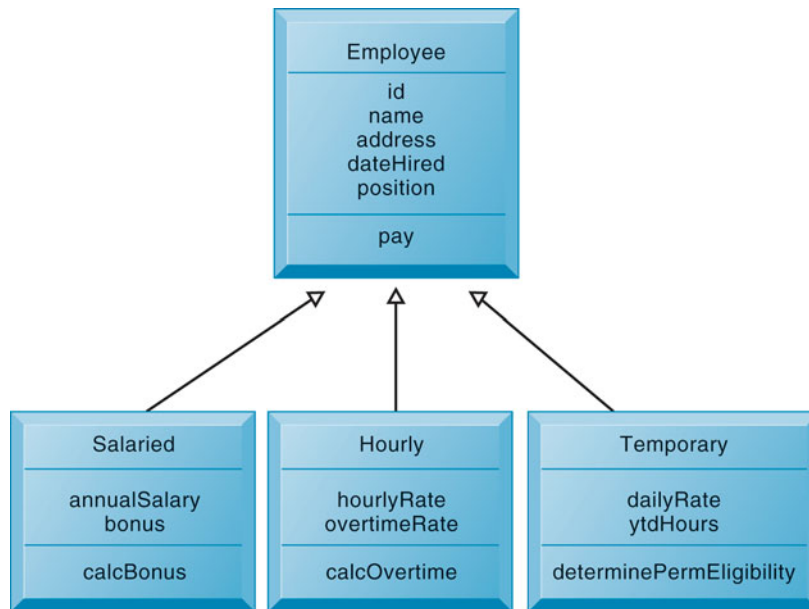 Employee
id
name
address
dateHired
position
pay
Salaried
annualSalary
bonus
calcBonus
Hourly
hourlyRate
overtimeRate
calcOvertime
Temporary
dailyRate
ytdHours
determinePermEligibility